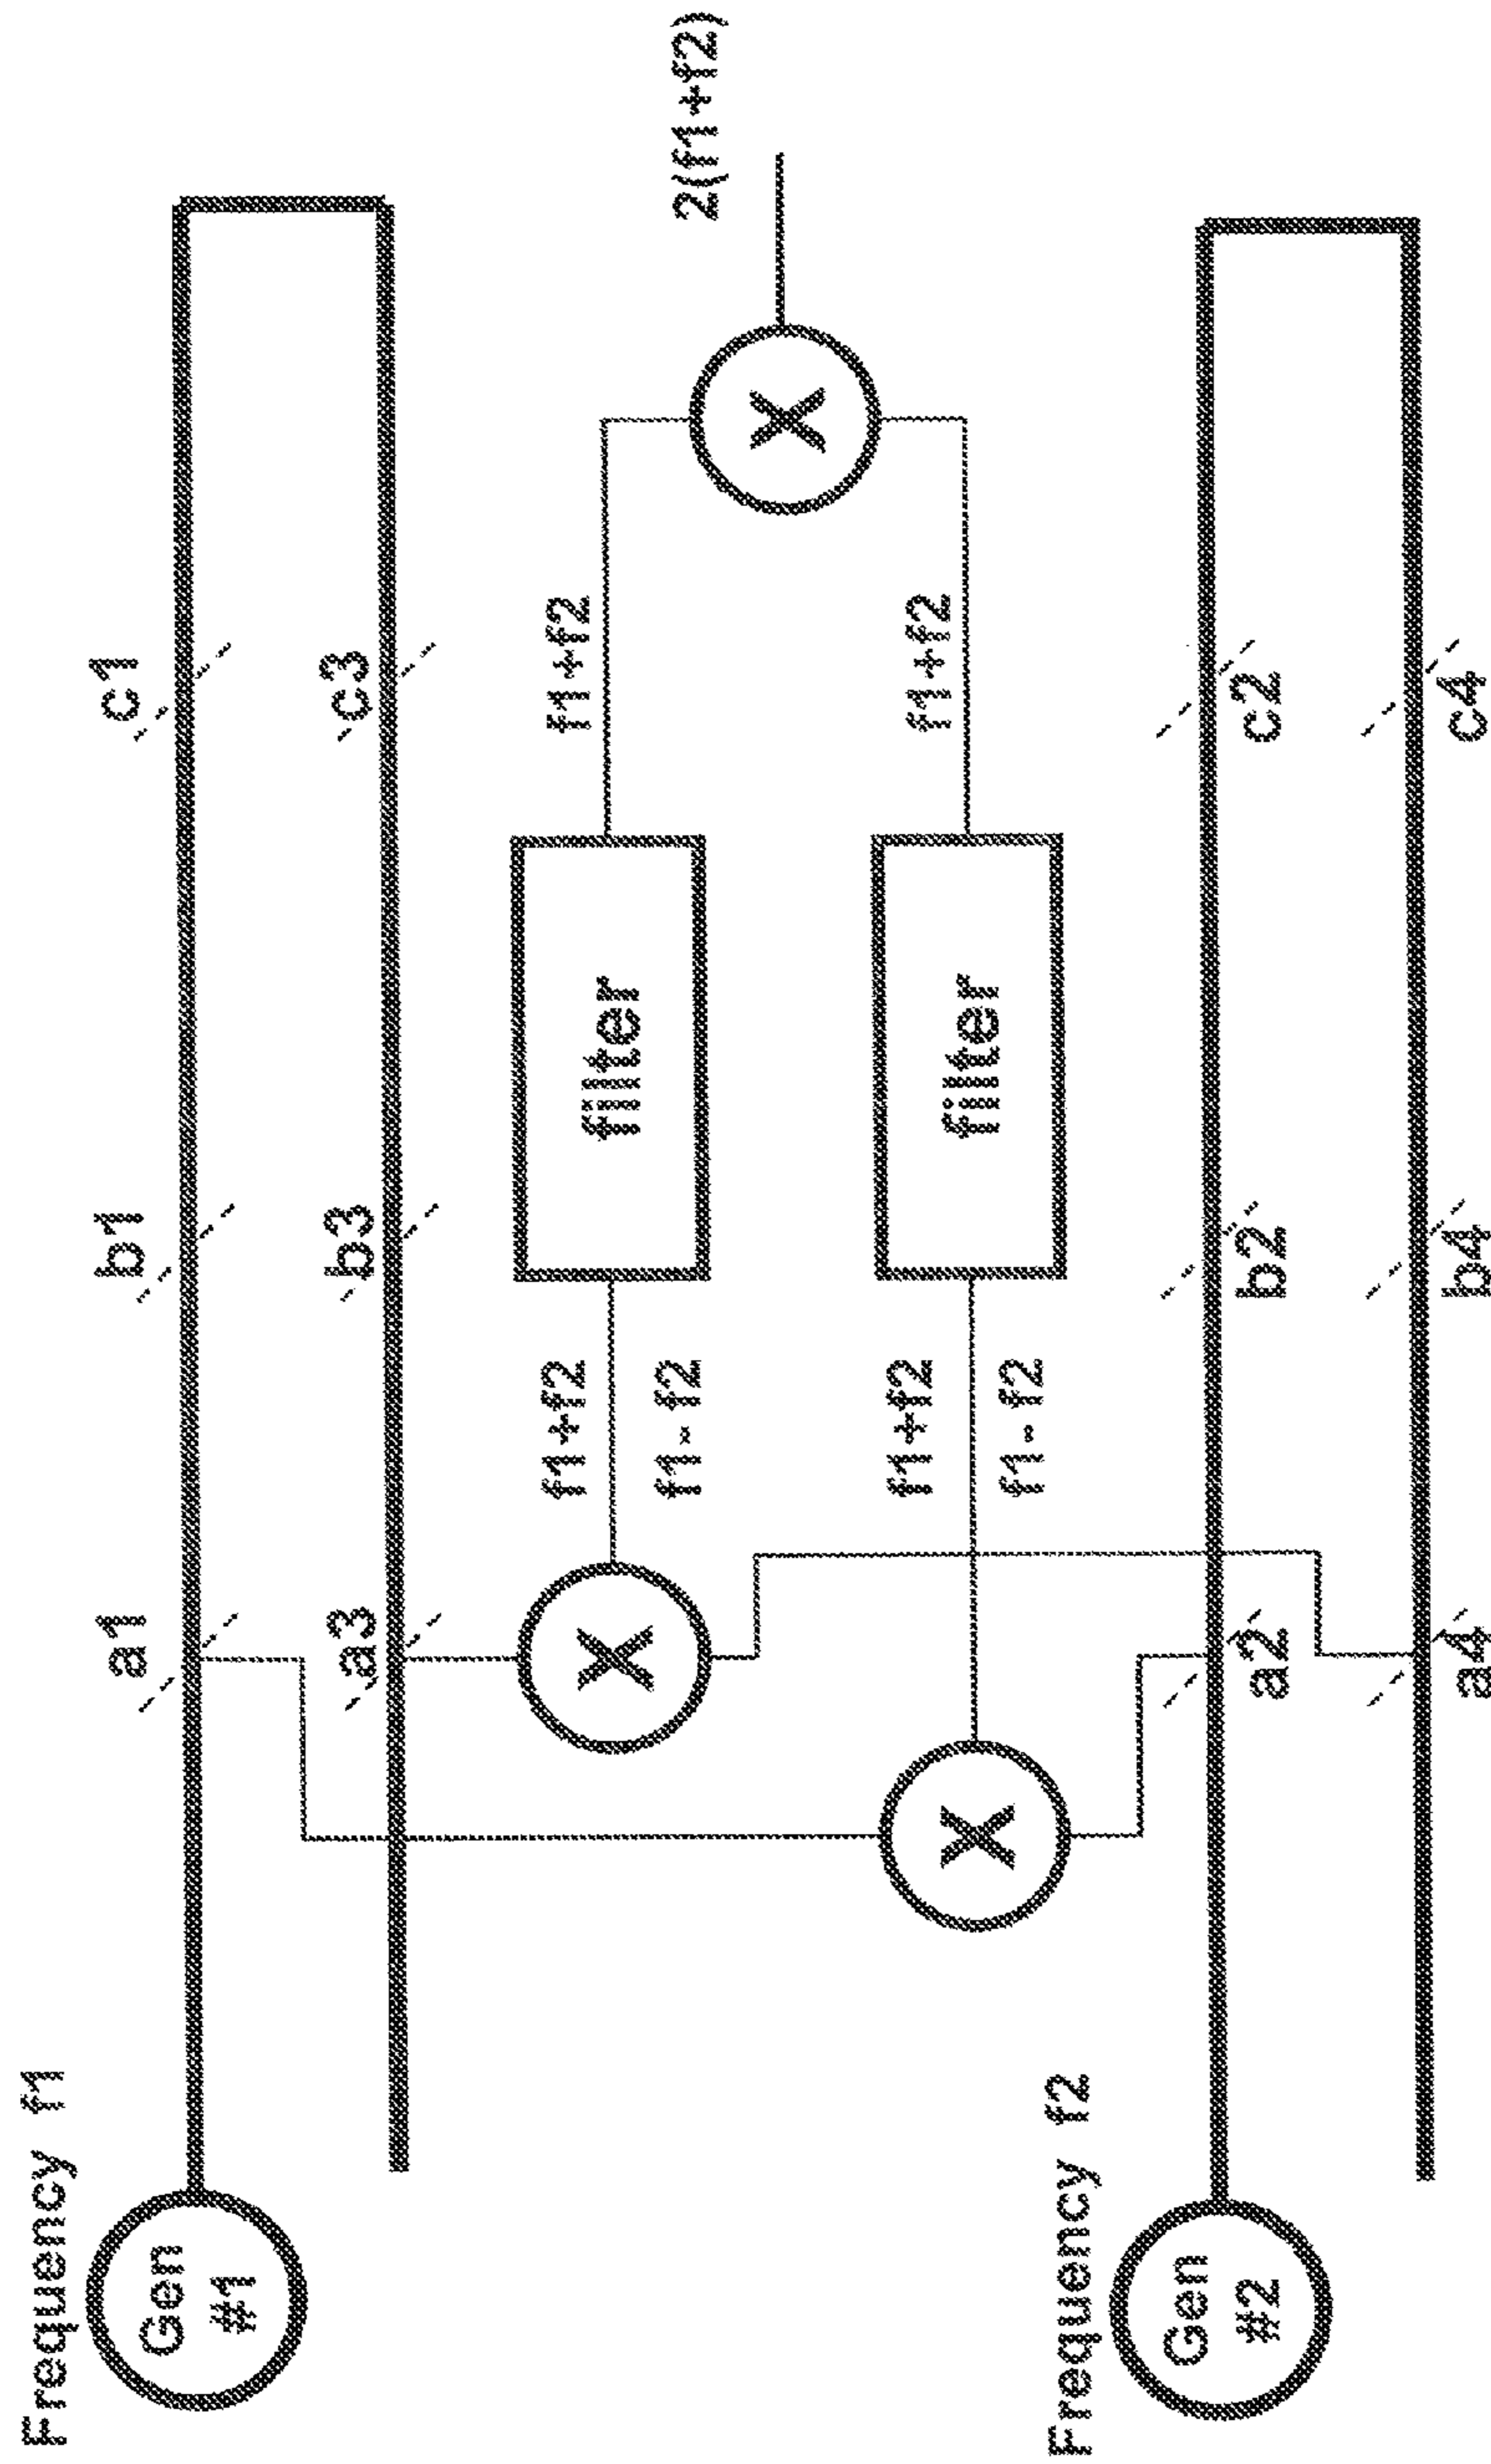 Frequency f1
Gen
#1
a1
b1
c1
a3
b3
c3
X
f1+f2
f1-f2
filter
f1+f2
X
2(f1+f2)
X
f1+f2
f1-f2
filter
f1+f2
Frequency f2
Gen
#2
a2
b2
c2
a4
b4
c4